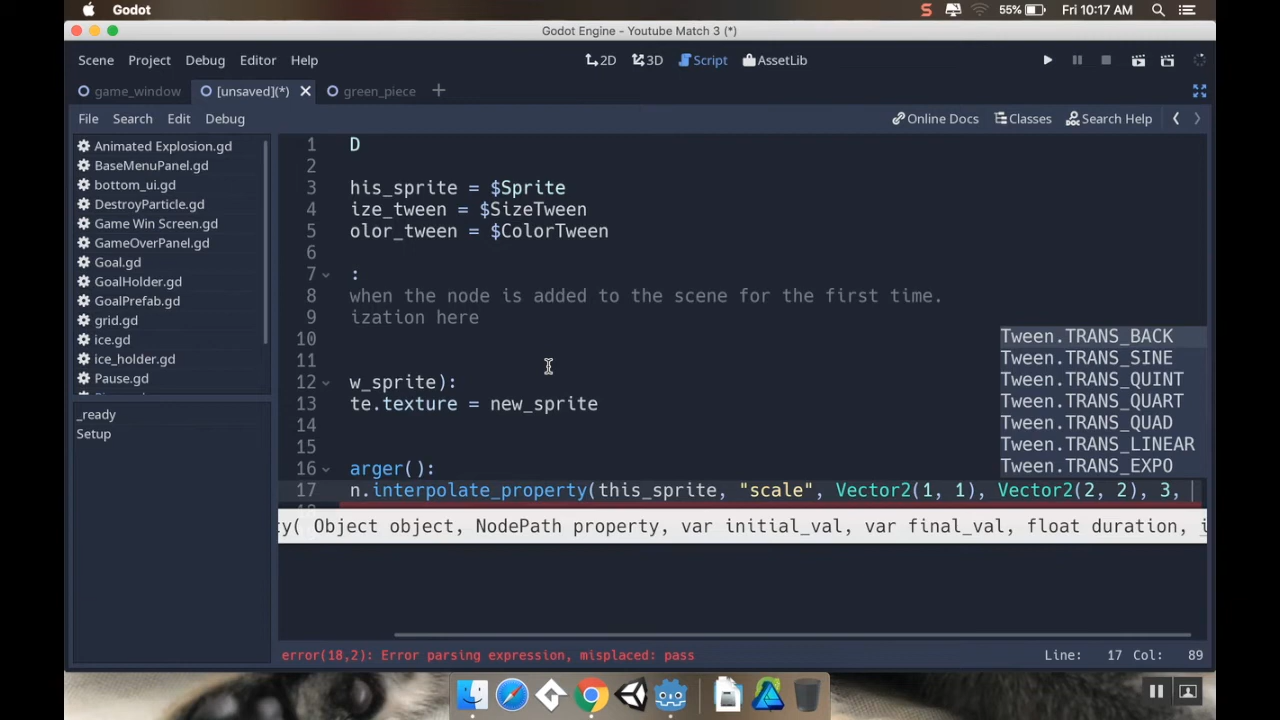 Godot
S
55%
Fri 10:17 AM
Godot Engine - Youtube Match 3 (*)
Scene Project Debug Editor Help
2D 3D Script AssetLib
game_window [unsaved](*) green_piece
File Search Edit Debug
Online Docs Classes Search Help
Animated Explosion.gd
BaseMenuPanel.gd
bottom_ui.gd
DestroyParticle.gd
Game Win Screen.gd
GameOverPanel.gd
Goal.gd
GoalHolder.gd
GoalPrefab.gd
grid.gd
ice.gd
ice_holder.gd
Pause.gd
_ready
Setup
1 D
2
3 his_sprite = $Sprite
4 ize_tween = $SizeTween
5 olor_tween = $ColorTween
6
7 :
8 when the node is added to the scene for the first time.
9 ization here
10
11
12 w_sprite):
13 te.texture = new_sprite
14
15
16 arger():
17 n.interpolate_property(this_sprite, "scale", Vector2(1, 1), Vector2(2, 2), 3,
Tween.TRANS_BACK
Tween.TRANS_SINE
Tween.TRANS_QUINT
Tween.TRANS_QUART
Tween.TRANS_QUAD
Tween.TRANS_LINEAR
Tween.TRANS_EXPO
ty( Object object, NodePath property, var initial_val, var final_val, float duration, i
error(18,2): Error parsing expression, misplaced: pass
Line: 17 Col: 89